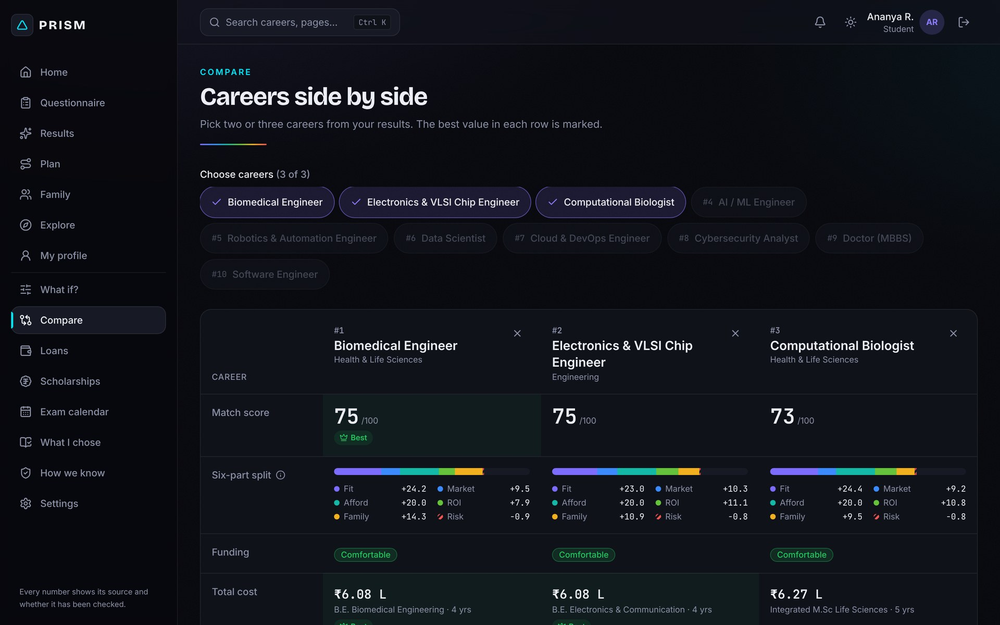 PRISM
Search careers, pages... Ctrl K
Ananya R.
Student
AR
Home
Questionnaire
Results
Plan
Family
Explore
My profile
What if?
Compare
Loans
Scholarships
Exam calendar
What I chose
How we know
Settings
Every number shows its source and
whether it has been checked.
COMPARE
Careers side by side
Pick two or three careers from your results. The best value in each row is marked.
Choose careers (3 of 3)
Biomedical Engineer Electronics & VLSI Chip Engineer Computational Biologist #4 AI / ML Engineer
#5 Robotics & Automation Engineer #6 Data Scientist #7 Cloud & DevOps Engineer #8 Cybersecurity Analyst #9 Doctor (MBBS)
#10 Software Engineer
CAREER
#1
Biomedical Engineer
Health & Life Sciences
#2
Electronics & VLSI Chip
Engineer
Engineering
#3
Computational Biologist
Health & Life Sciences
Match score
75 /100
Best
75 /100
73 /100
Six-part split
Fit +24.2 Market +9.5
Afford +20.0 ROI +7.9
Family +14.3 Risk -0.9
Fit +23.0 Market +10.3
Afford +20.0 ROI +11.1
Family +10.9 Risk -0.8
Fit +24.4 Market +9.2
Afford +20.0 ROI +10.8
Family +9.5 Risk -0.8
Funding
Comfortable
Comfortable
Comfortable
Total cost
₹6.08 L
B.E. Biomedical Engineering · 4 yrs
₹6.08 L
B.E. Electronics & Communication · 4 yrs
₹6.27 L
Integrated M.Sc Life Sciences · 5 yrs